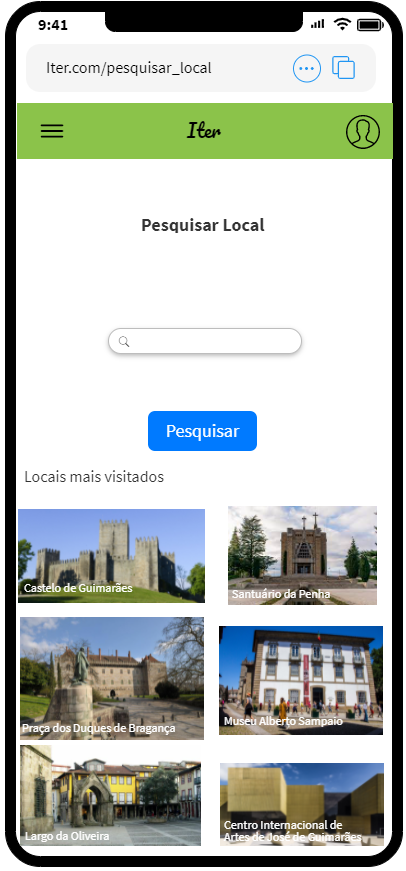 9:41
Iter.com/pesquisar_local
Iter
Pesquisar Local
Pesquisar
Locais mais visitados
Castelo de Guimarães
Santuário da Penha
Praça dos Duques de Bragança
Museu Alberto Sampaio
Largo da Oliveira
Centro Internacional de
Artes de José de Guimarães